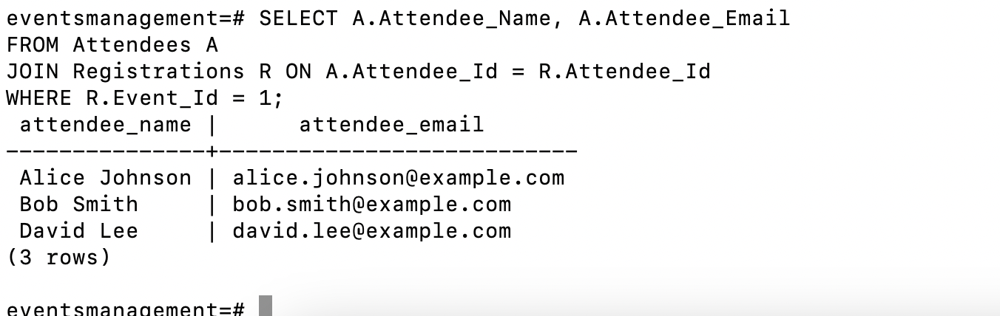 eventsmanagement=# SELECT A.Attendee_Name, A.Attendee_Email
FROM Attendees A
JOIN Registrations R ON A.Attendee_Id = R.Attendee_Id
WHERE R.Event_Id = 1;
 attendee_name |      attendee_email
---------------+---------------------------
 Alice Johnson | alice.johnson@example.com
 Bob Smith     | bob.smith@example.com
 David Lee     | david.lee@example.com
(3 rows)
eventsmanagement=#